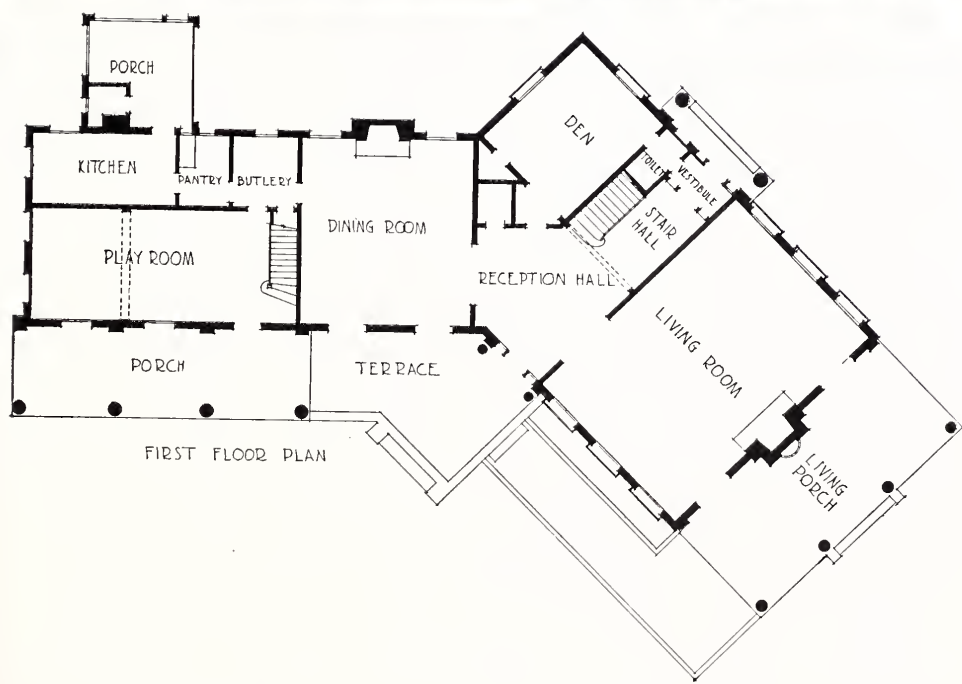 PORCH
KITCHEN
PANTRY
BUTLERY
DEN
TOILET
VESTIBULE
STAIR
HALL
DINING ROOM
PLAY ROOM
RECEPTION HALL
LIVING ROOM
PORCH
TERRACE
LIVING
PORCH
FIRST FLOOR PLAN